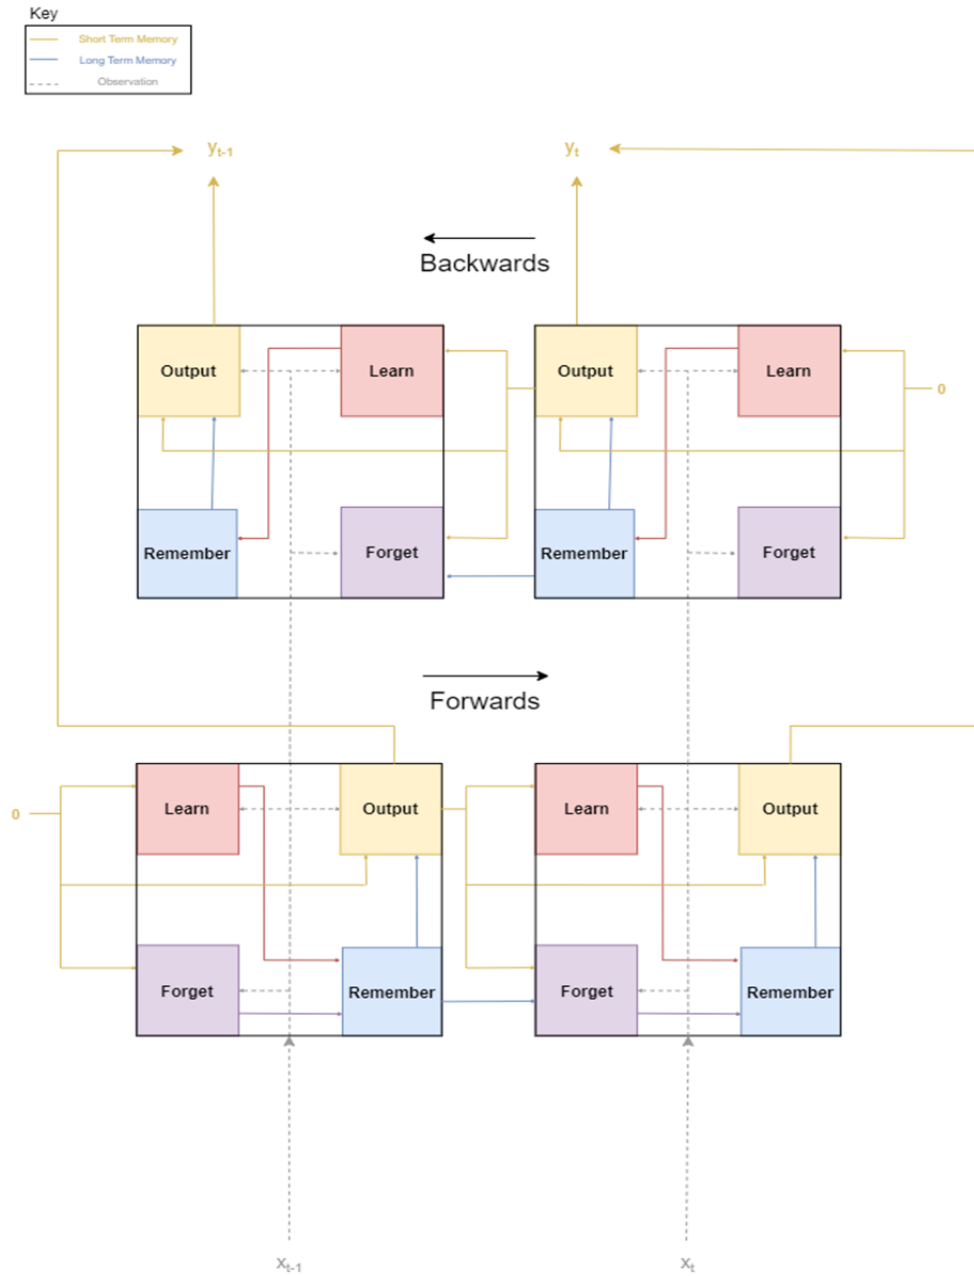 Key
Short Term Memory
Long Term Memory
Observation
yt-1
yt
Backwards
Output
Learn
Output
Learn
0
Remember
Forget
Remember
Forget
Forwards
Learn
Output
Learn
Output
0
Forget
Remember
Forget
Remember
xt-1
xt